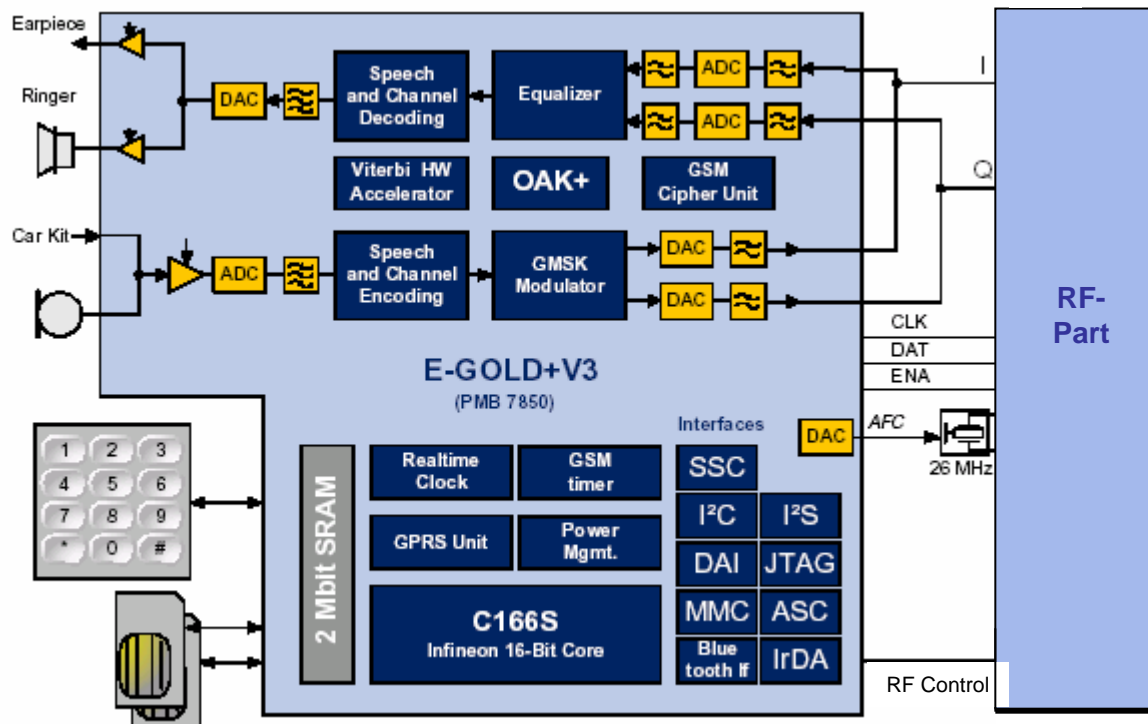 Earpiece
Ringer
Car Kit
DAC
Speech
and Channel
Decoding
Equalizer
ADC
ADC
I
Q
Viterbi HW
Accelerator
OAK+
GSM
Cipher Unit
ADC
Speech
and Channel
Encoding
GMSK
Modulator
DAC
DAC
RF-
Part
CLK
DAT
ENA
E-GOLD+V3
(PMB 7850)
Interfaces
DAC
AFC
26 MHz
1 2 3
4 5 6
7 8 9
* 0 #
2 Mbit SRAM
Realtime
Clock
GSM
timer
GPRS Unit
Power
Mgmt.
C166S
Infineon 16-Bit Core
SSC
I²C
I²S
DAI
JTAG
MMC
ASC
Blue
tooth If
IrDA
RF Control